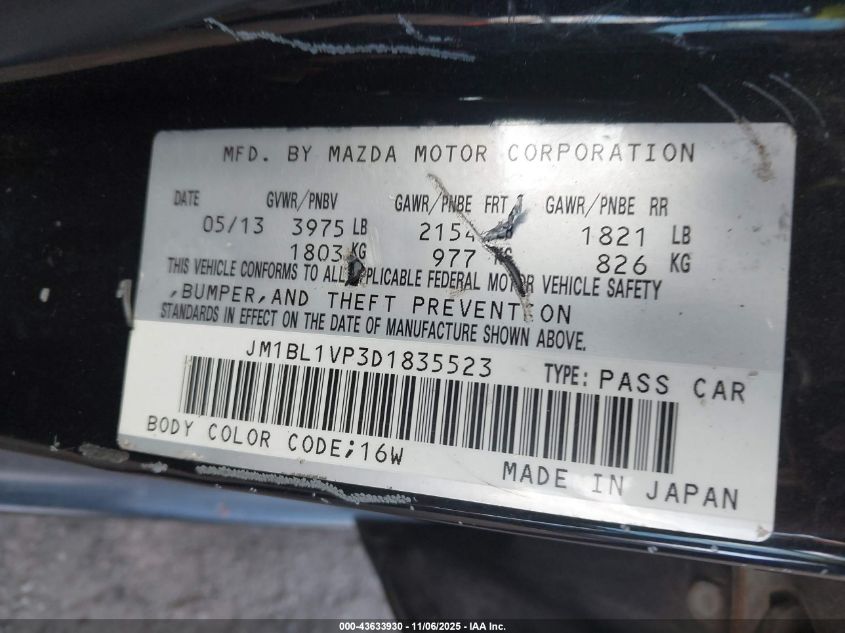 MFD. BY MAZDA MOTOR CORPORATION
DATE GVWR/PNBV GAWR/PNBE FRT GAWR/PNBE RR
05/13 3975 LB 2154 LB 1821 LB
1803 KG 977 KG 826 KG
THIS VEHICLE CONFORMS TO ALL APPLICABLE FEDERAL MOTOR VEHICLE SAFETY
,BUMPER,AND THEFT PREVENTION
STANDARDS IN EFFECT ON THE DATE OF MANUFACTURE SHOWN ABOVE.
JM1BL1VP3D1835523 TYPE: PASS CAR
BODY COLOR CODE;16W
MADE IN JAPAN
000-43633930 - 11/06/2025 - IAA Inc.